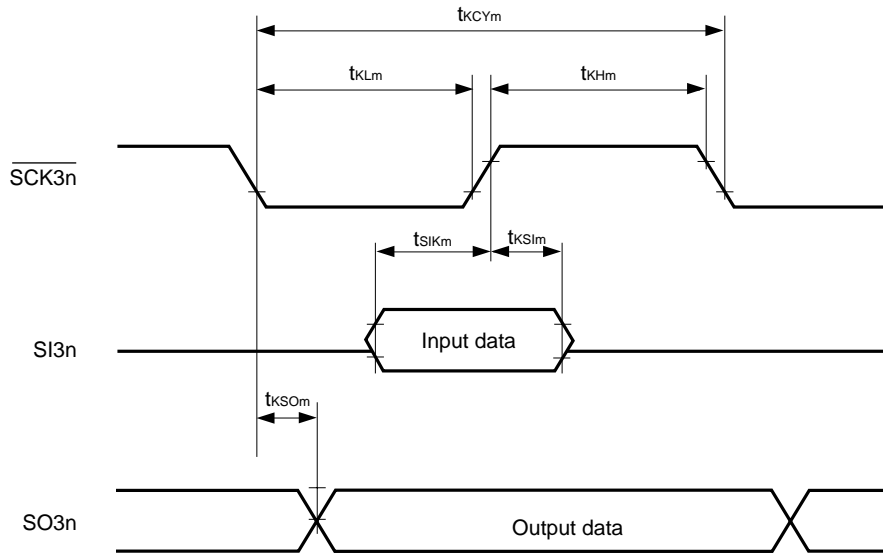 tKCYm
tKLm
tKHm
SCK3n
tSIKm
tKSIm
SI3n
Input data
tKSOm
SO3n
Output data